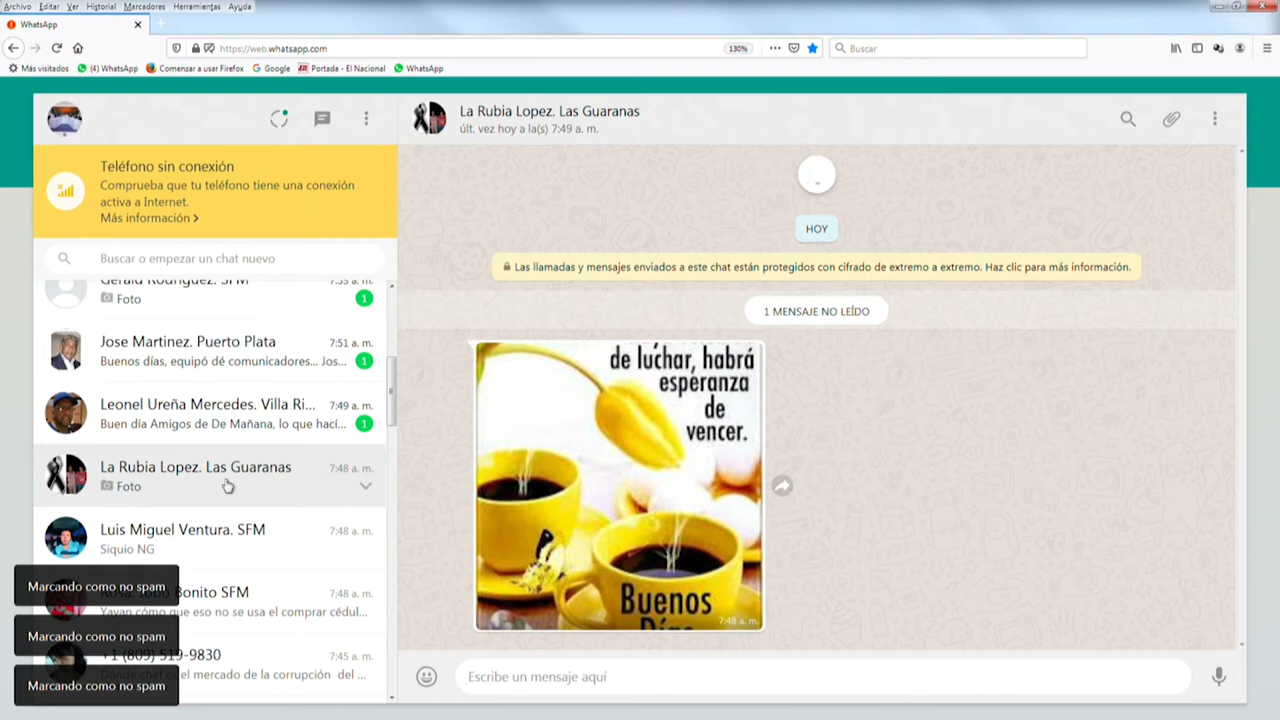 Archivo Editar Ver Historial Marcadores Herramientas Ayuda
WhatsApp
https://web.whatsapp.com
130%
Buscar
Más visitados
(4) WhatsApp
Comenzar a usar Firefox
Google
Portada - El Nacional
WhatsApp
La Rubia Lopez. Las Guaranas
últ. vez hoy a la(s) 7:49 a. m.
Teléfono sin conexión
Comprueba que tu teléfono tiene una conexión
activa a Internet.
Más información
Buscar o empezar un chat nuevo
Gerald Rodríguez. SFM
Foto
1
Jose Martinez. Puerto Plata
7:51 a. m.
Buenos días, equipó dé comunicadores... Jos...
1
Leonel Ureña Mercedes. Villa Ri...
7:49 a. m.
Buen día Amigos de De Mañana, lo que hací...
1
La Rubia Lopez. Las Guaranas
7:48 a. m.
Foto
Luis Miguel Ventura. SFM
7:48 a. m.
Siquio NG
Bonito SFM
7:48 a. m.
Yayan cómo que eso no se usa el comprar cédul...
+1 (809) 519-9830
7:45 a. m.
el mercado de la corrupción del ...
Marcando como no spam
Marcando como no spam
Marcando como no spam
HOY
Las llamadas y mensajes enviados a este chat están protegidos con cifrado de extremo a extremo. Haz clic para más información.
1 MENSAJE NO LEÍDO
de luchar, habrá
esperanza
de
vencer.
Buenos
Días
7:48 a. m.
Escribe un mensaje aquí